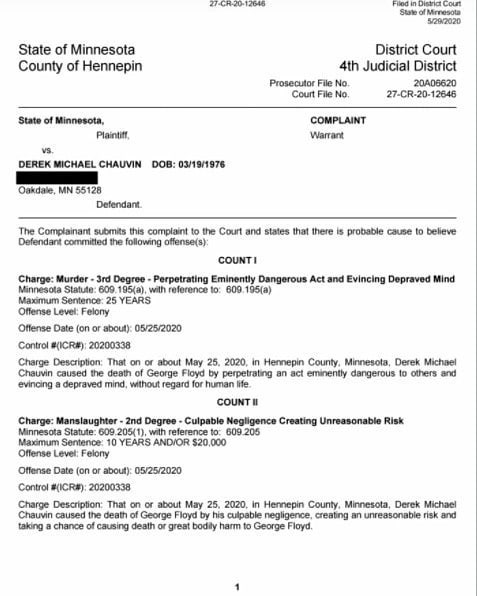 27-CR-20-12646
Filed in District Court
State of Minnesota
5/29/2020
State of Minnesota
County of Hennepin
District Court
4th Judicial District
Prosecutor File No. 20A06620
Court File No. 27-CR-20-12646
State of Minnesota,
COMPLAINT
Plaintiff,
Warrant
vs.
DEREK MICHAEL CHAUVIN DOB: 03/19/1976
Oakdale, MN 55128
Defendant.
The Complainant submits this complaint to the Court and states that there is probable cause to believe
Defendant committed the following offense(s):
COUNT I
Charge: Murder - 3rd Degree - Perpetrating Eminently Dangerous Act and Evincing Depraved Mind
Minnesota Statute: 609.195(a), with reference to: 609.195(a)
Maximum Sentence: 25 YEARS
Offense Level: Felony
Offense Date (on or about): 05/25/2020
Control #(ICR#): 20200338
Charge Description: That on or about May 25, 2020, in Hennepin County, Minnesota, Derek Michael
Chauvin caused the death of George Floyd by perpetrating an act eminently dangerous to others and
evincing a depraved mind, without regard for human life.
COUNT II
Charge: Manslaughter - 2nd Degree - Culpable Negligence Creating Unreasonable Risk
Minnesota Statute: 609.205(1), with reference to: 609.205
Maximum Sentence: 10 YEARS AND/OR $20,000
Offense Level: Felony
Offense Date (on or about): 05/25/2020
Control #(ICR#): 20200338
Charge Description: That on or about May 25, 2020, in Hennepin County, Minnesota, Derek Michael
Chauvin caused the death of George Floyd by his culpable negligence, creating an unreasonable risk and
taking a chance of causing death or great bodily harm to George Floyd.
1